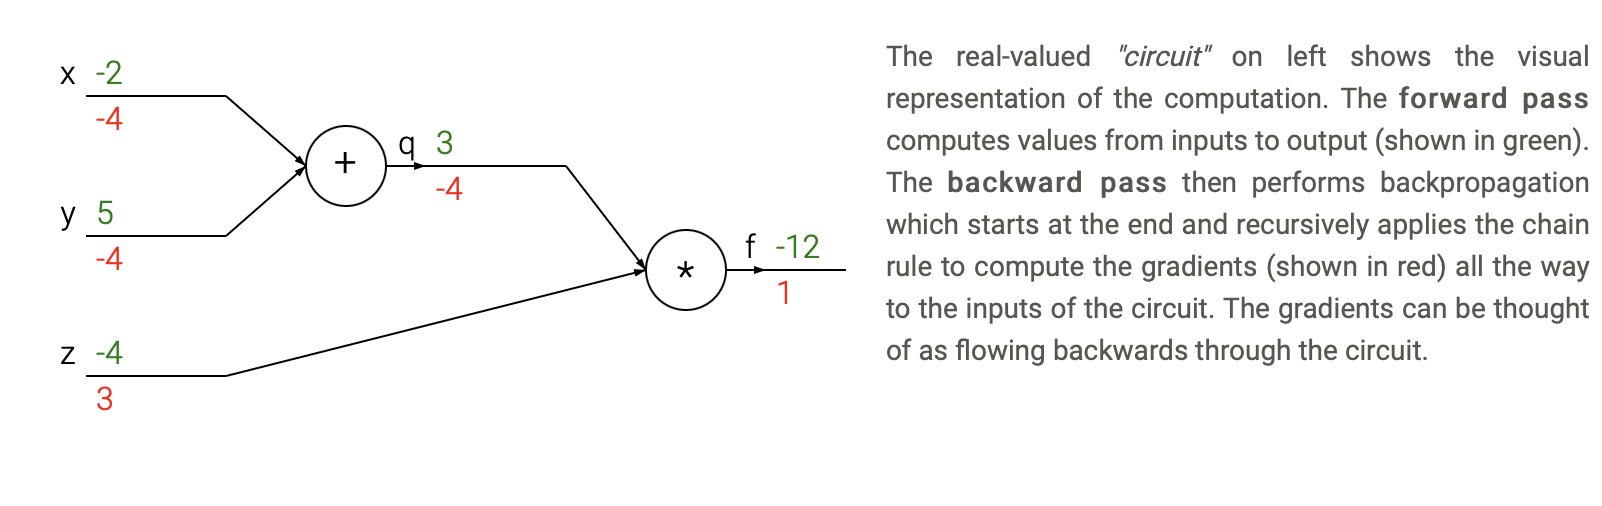 x -2
-4
+
q 3
-4
y 5
-4
*
f -12
1
z -4
3
The real-valued "circuit" on left shows the visual
representation of the computation. The forward pass
computes values from inputs to output (shown in green).
The backward pass then performs backpropagation
which starts at the end and recursively applies the chain
rule to compute the gradients (shown in red) all the way
to the inputs of the circuit. The gradients can be thought
of as flowing backwards through the circuit.